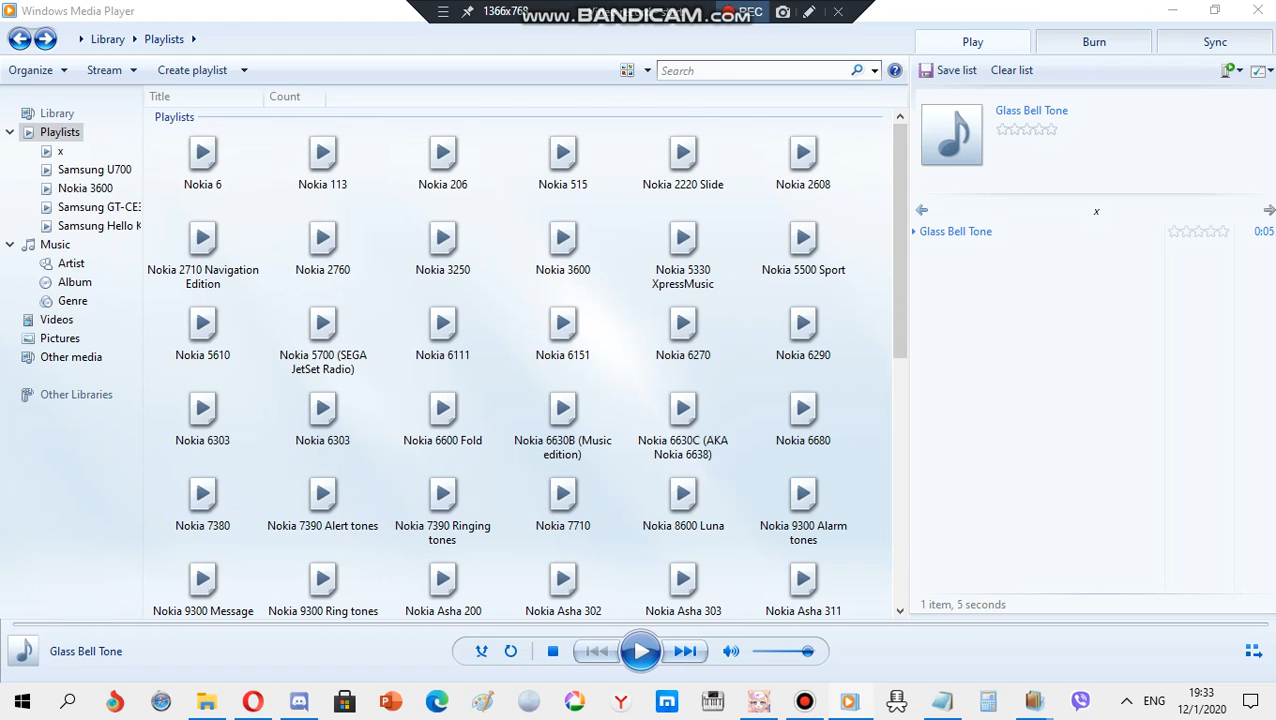 Windows Media Player
1366x768
REC
www.BANDICAM.com
Library
Playlists
Play
Burn
Sync
Organize
Stream
Create playlist
Search
Save list
Clear list
Title
Count
Library
Playlists
x
Samsung U700
Nokia 3600
Samsung GT-CE3
Samsung Hello K
Music
Artist
Album
Genre
Videos
Pictures
Other media
Other Libraries
Playlists
Nokia 6
Nokia 113
Nokia 206
Nokia 515
Nokia 2220 Slide
Nokia 2608
Nokia 2710 Navigation
Edition
Nokia 2760
Nokia 3250
Nokia 3600
Nokia 5330
XpressMusic
Nokia 5500 Sport
Nokia 5610
Nokia 5700 (SEGA
JetSet Radio)
Nokia 6111
Nokia 6151
Nokia 6270
Nokia 6290
Nokia 6303
Nokia 6303
Nokia 6600 Fold
Nokia 6630B (Music
edition)
Nokia 6630C (AKA
Nokia 6638)
Nokia 6680
Nokia 7380
Nokia 7390 Alert tones
Nokia 7390 Ringing
tones
Nokia 7710
Nokia 8600 Luna
Nokia 9300 Alarm
tones
Nokia 9300 Message
Nokia 9300 Ring tones
Nokia Asha 200
Nokia Asha 302
Nokia Asha 303
Nokia Asha 311
Glass Bell Tone
x
Glass Bell Tone
0:05
1 item, 5 seconds
Glass Bell Tone
ENG
19:33
12/1/2020